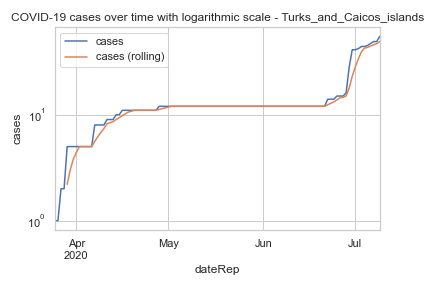 COVID-19 cases over time with logarithmic scale - Turks_and_Caicos_islands
cases
cases (rolling)
10¹
10⁰
cases
Apr
2020
May
Jun
Jul
dateRep